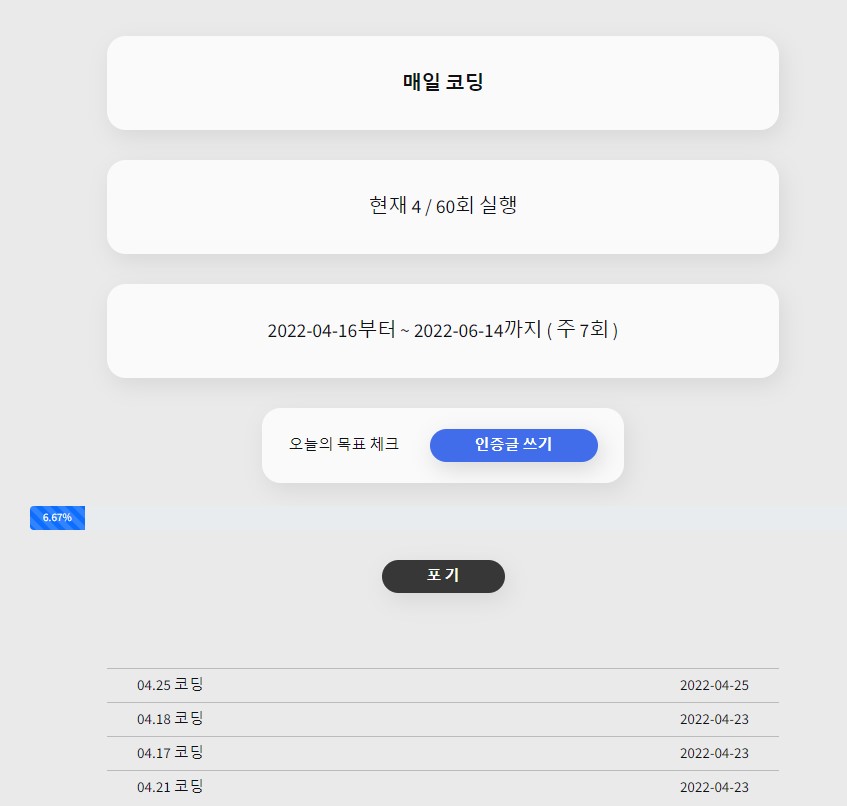 매일 코딩
현재 4 / 60회 실행
2022-04-16부터 ~ 2022-06-14까지 ( 주 7회 )
오늘의 목표 체크 인증글 쓰기
6.67%
포 기
04.25 코딩 2022-04-25
04.18 코딩 2022-04-23
04.17 코딩 2022-04-23
04.21 코딩 2022-04-23